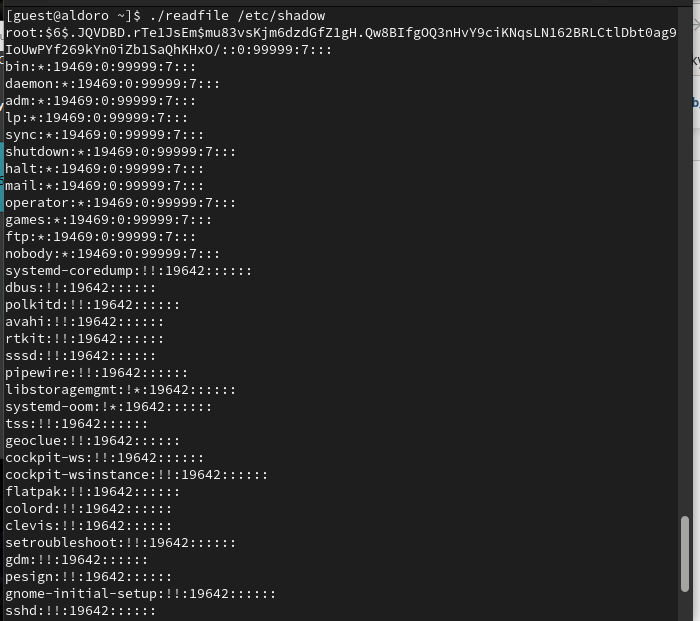 [guest@aldoro ~]$ ./readfile /etc/shadow
root:$6$.JQVDBD.rTe1JsEm$mu83vsKjm6dzdGfZ1gH.Qw8BIfgOQ3nHvY9ciKNqsLN162BRLCtlDbt0ag9
IoUwPYf269kYn0iZb1SaQhKHxO/::0:99999:7:::
bin:*:19469:0:99999:7:::
daemon:*:19469:0:99999:7:::
adm:*:19469:0:99999:7:::
lp:*:19469:0:99999:7:::
sync:*:19469:0:99999:7:::
shutdown:*:19469:0:99999:7:::
halt:*:19469:0:99999:7:::
mail:*:19469:0:99999:7:::
operator:*:19469:0:99999:7:::
games:*:19469:0:99999:7:::
ftp:*:19469:0:99999:7:::
nobody:*:19469:0:99999:7:::
systemd-coredump:!!:19642::::::
dbus:!!:19642::::::
polkitd:!!:19642::::::
avahi:!!:19642::::::
rtkit:!!:19642::::::
sssd:!!:19642::::::
pipewire:!!:19642::::::
libstoragemgmt:!*:19642::::::
systemd-oom:!*:19642::::::
tss:!!:19642::::::
geoclue:!!:19642::::::
cockpit-ws:!!:19642::::::
cockpit-wsinstance:!!:19642::::::
flatpak:!!:19642::::::
colord:!!:19642::::::
clevis:!!:19642::::::
setroubleshoot:!!:19642::::::
gdm:!!:19642::::::
pesign:!!:19642::::::
gnome-initial-setup:!!:19642::::::
sshd:!!:19642::::::